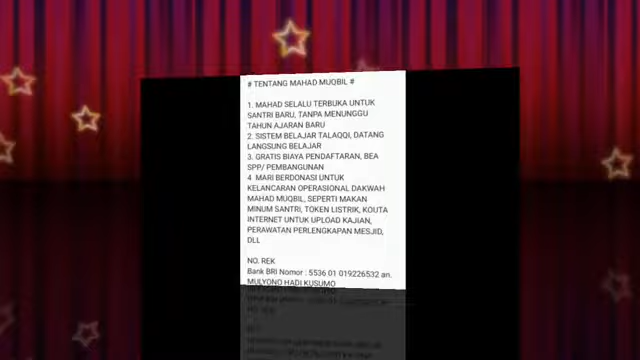 # TENTANG MAHAD MUQBIL #
1. MAHAD SELALU TERBUKA UNTUK
SANTRI BARU, TANPA MENUNGGU
TAHUN AJARAN BARU
2. SISTEM BELAJAR TALAQQI, DATANG
LANGSUNG BELAJAR
3. GRATIS BIAYA PENDAFTARAN, BEA
SPP/ PEMBANGUNAN
4 MARI BERDONASI UNTUK
KELANCARAN OPERASIONAL DAKWAH
MAHAD MUQBIL, SEPERTI MAKAN
MINUM SANTRI, TOKEN LISTRIK, KOUTA
INTERNET UNTUK UPLOAD KAJIAN,
PERAWATAN PERLENGKAPAN MESJID,
DLL
NO. REK
Bank BRI Nomor : 5536 01 019226532 an.
MULYONO HADI KUSUMO